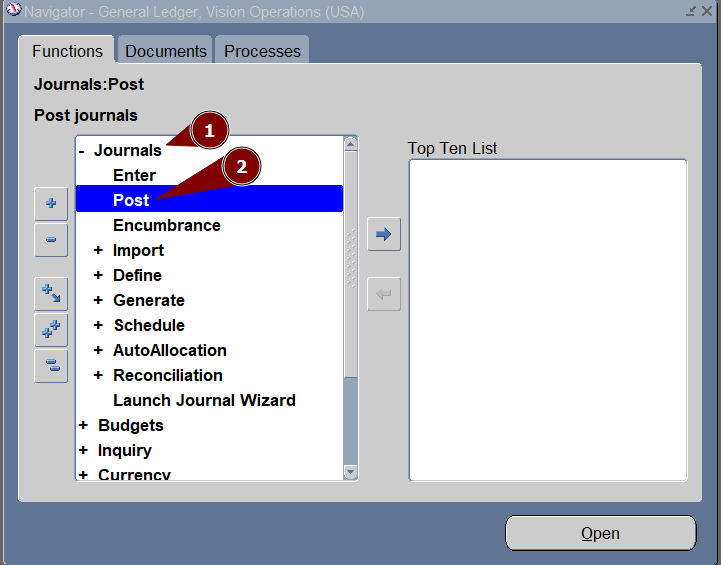 Navigator - General Ledger, Vision Operations (USA)
Functions Documents Processes
Journals:Post
Post journals
1
- Journals
Top Ten List
2
Enter
Post
Encumbrance
+ Import
+ Define
+ Generate
+ Schedule
+ AutoAllocation
+ Reconciliation
Launch Journal Wizard
+ Budgets
+ Inquiry
+ Currency
Open